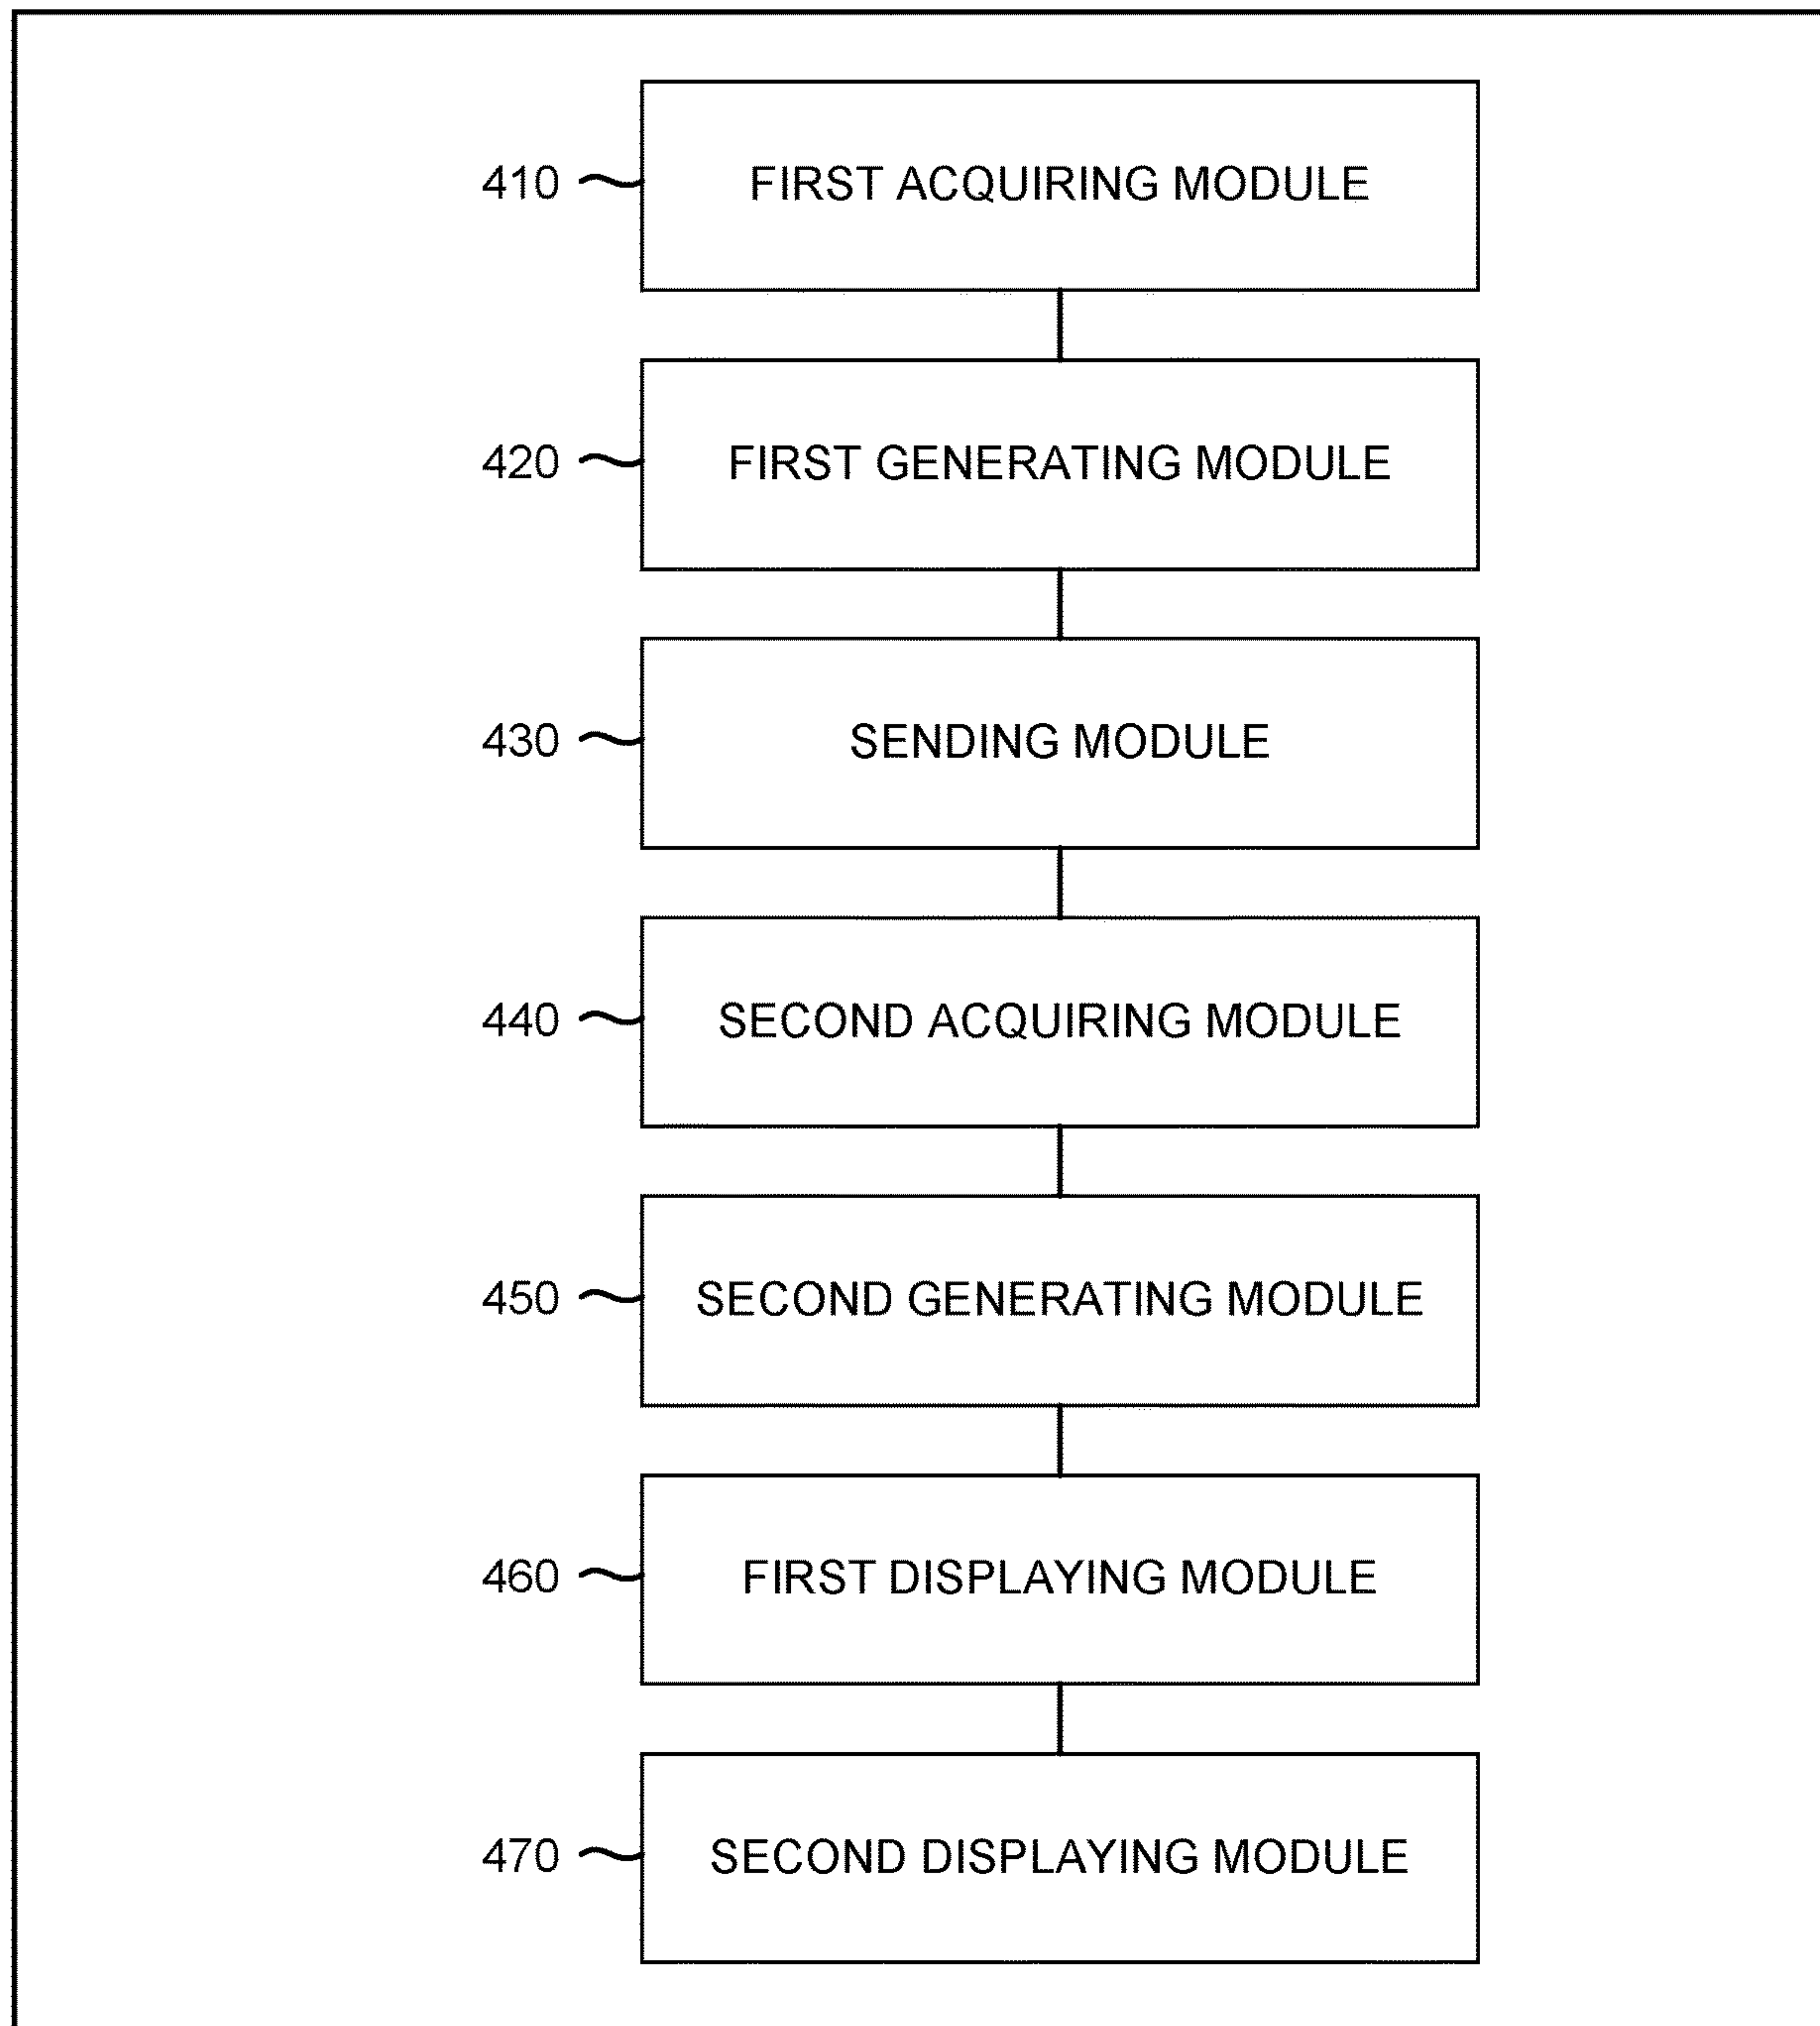 410 FIRST ACQUIRING MODULE
420 FIRST GENERATING MODULE
430 SENDING MODULE
440 SECOND ACQUIRING MODULE
450 SECOND GENERATING MODULE
460 FIRST DISPLAYING MODULE
470 SECOND DISPLAYING MODULE